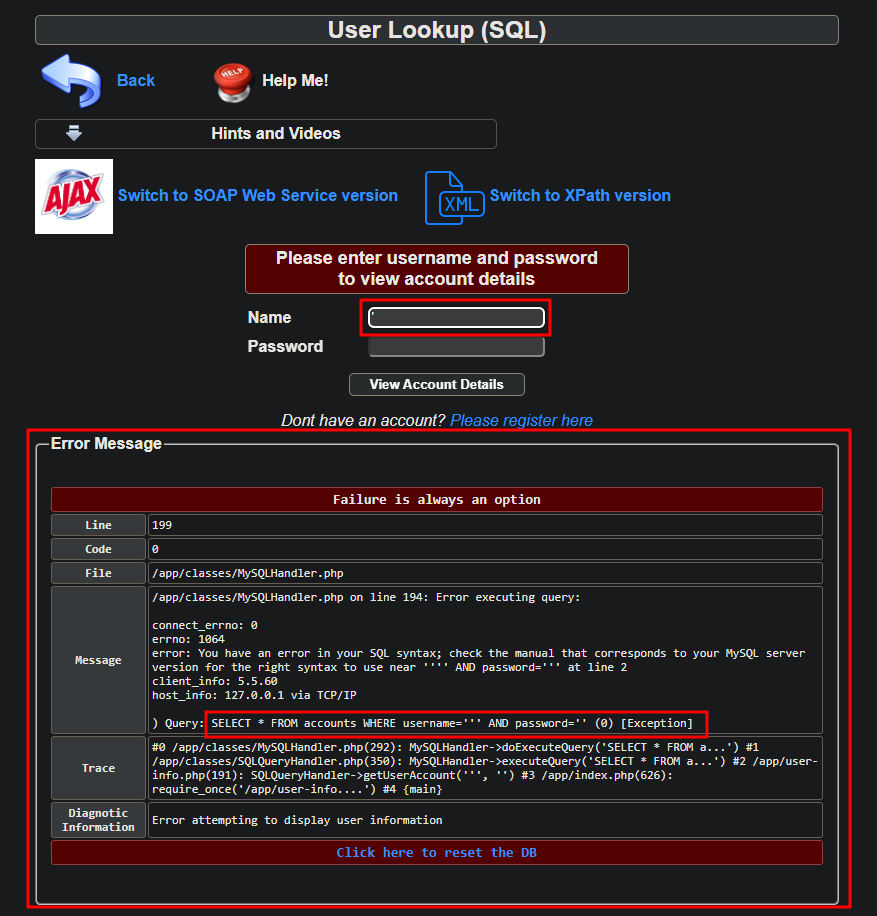 User Lookup (SQL)
Back
HELP
Help Me!
Hints and Videos
AJAX
Switch to SOAP Web Service version
XML
Switch to XPath version
Please enter username and password
to view account details
Name
'
Password
View Account Details
Dont have an account? Please register here
Error Message
Failure is always an option
Line
199
Code
0
File
/app/classes/MySQLHandler.php
Message
/app/classes/MySQLHandler.php on line 194: Error executing query:
connect_errno: 0
errno: 1064
error: You have an error in your SQL syntax; check the manual that corresponds to your MySQL server
version for the right syntax to use near '''' AND password=''' at line 2
client_info: 5.5.60
host_info: 127.0.0.1 via TCP/IP
) Query: SELECT * FROM accounts WHERE username=''' AND password='' (0) [Exception]
Trace
#0 /app/classes/MySQLHandler.php(292): MySQLHandler->doExecuteQuery('SELECT * FROM a...') #1
/app/classes/SQLQueryHandler.php(350): MySQLHandler->executeQuery('SELECT * FROM a...') #2 /app/user-
info.php(191): SQLQueryHandler->getUserAccount(''', '') #3 /app/index.php(626):
require_once('/app/user-info....') #4 {main}
Diagnotic
Information
Error attempting to display user information
Click here to reset the DB